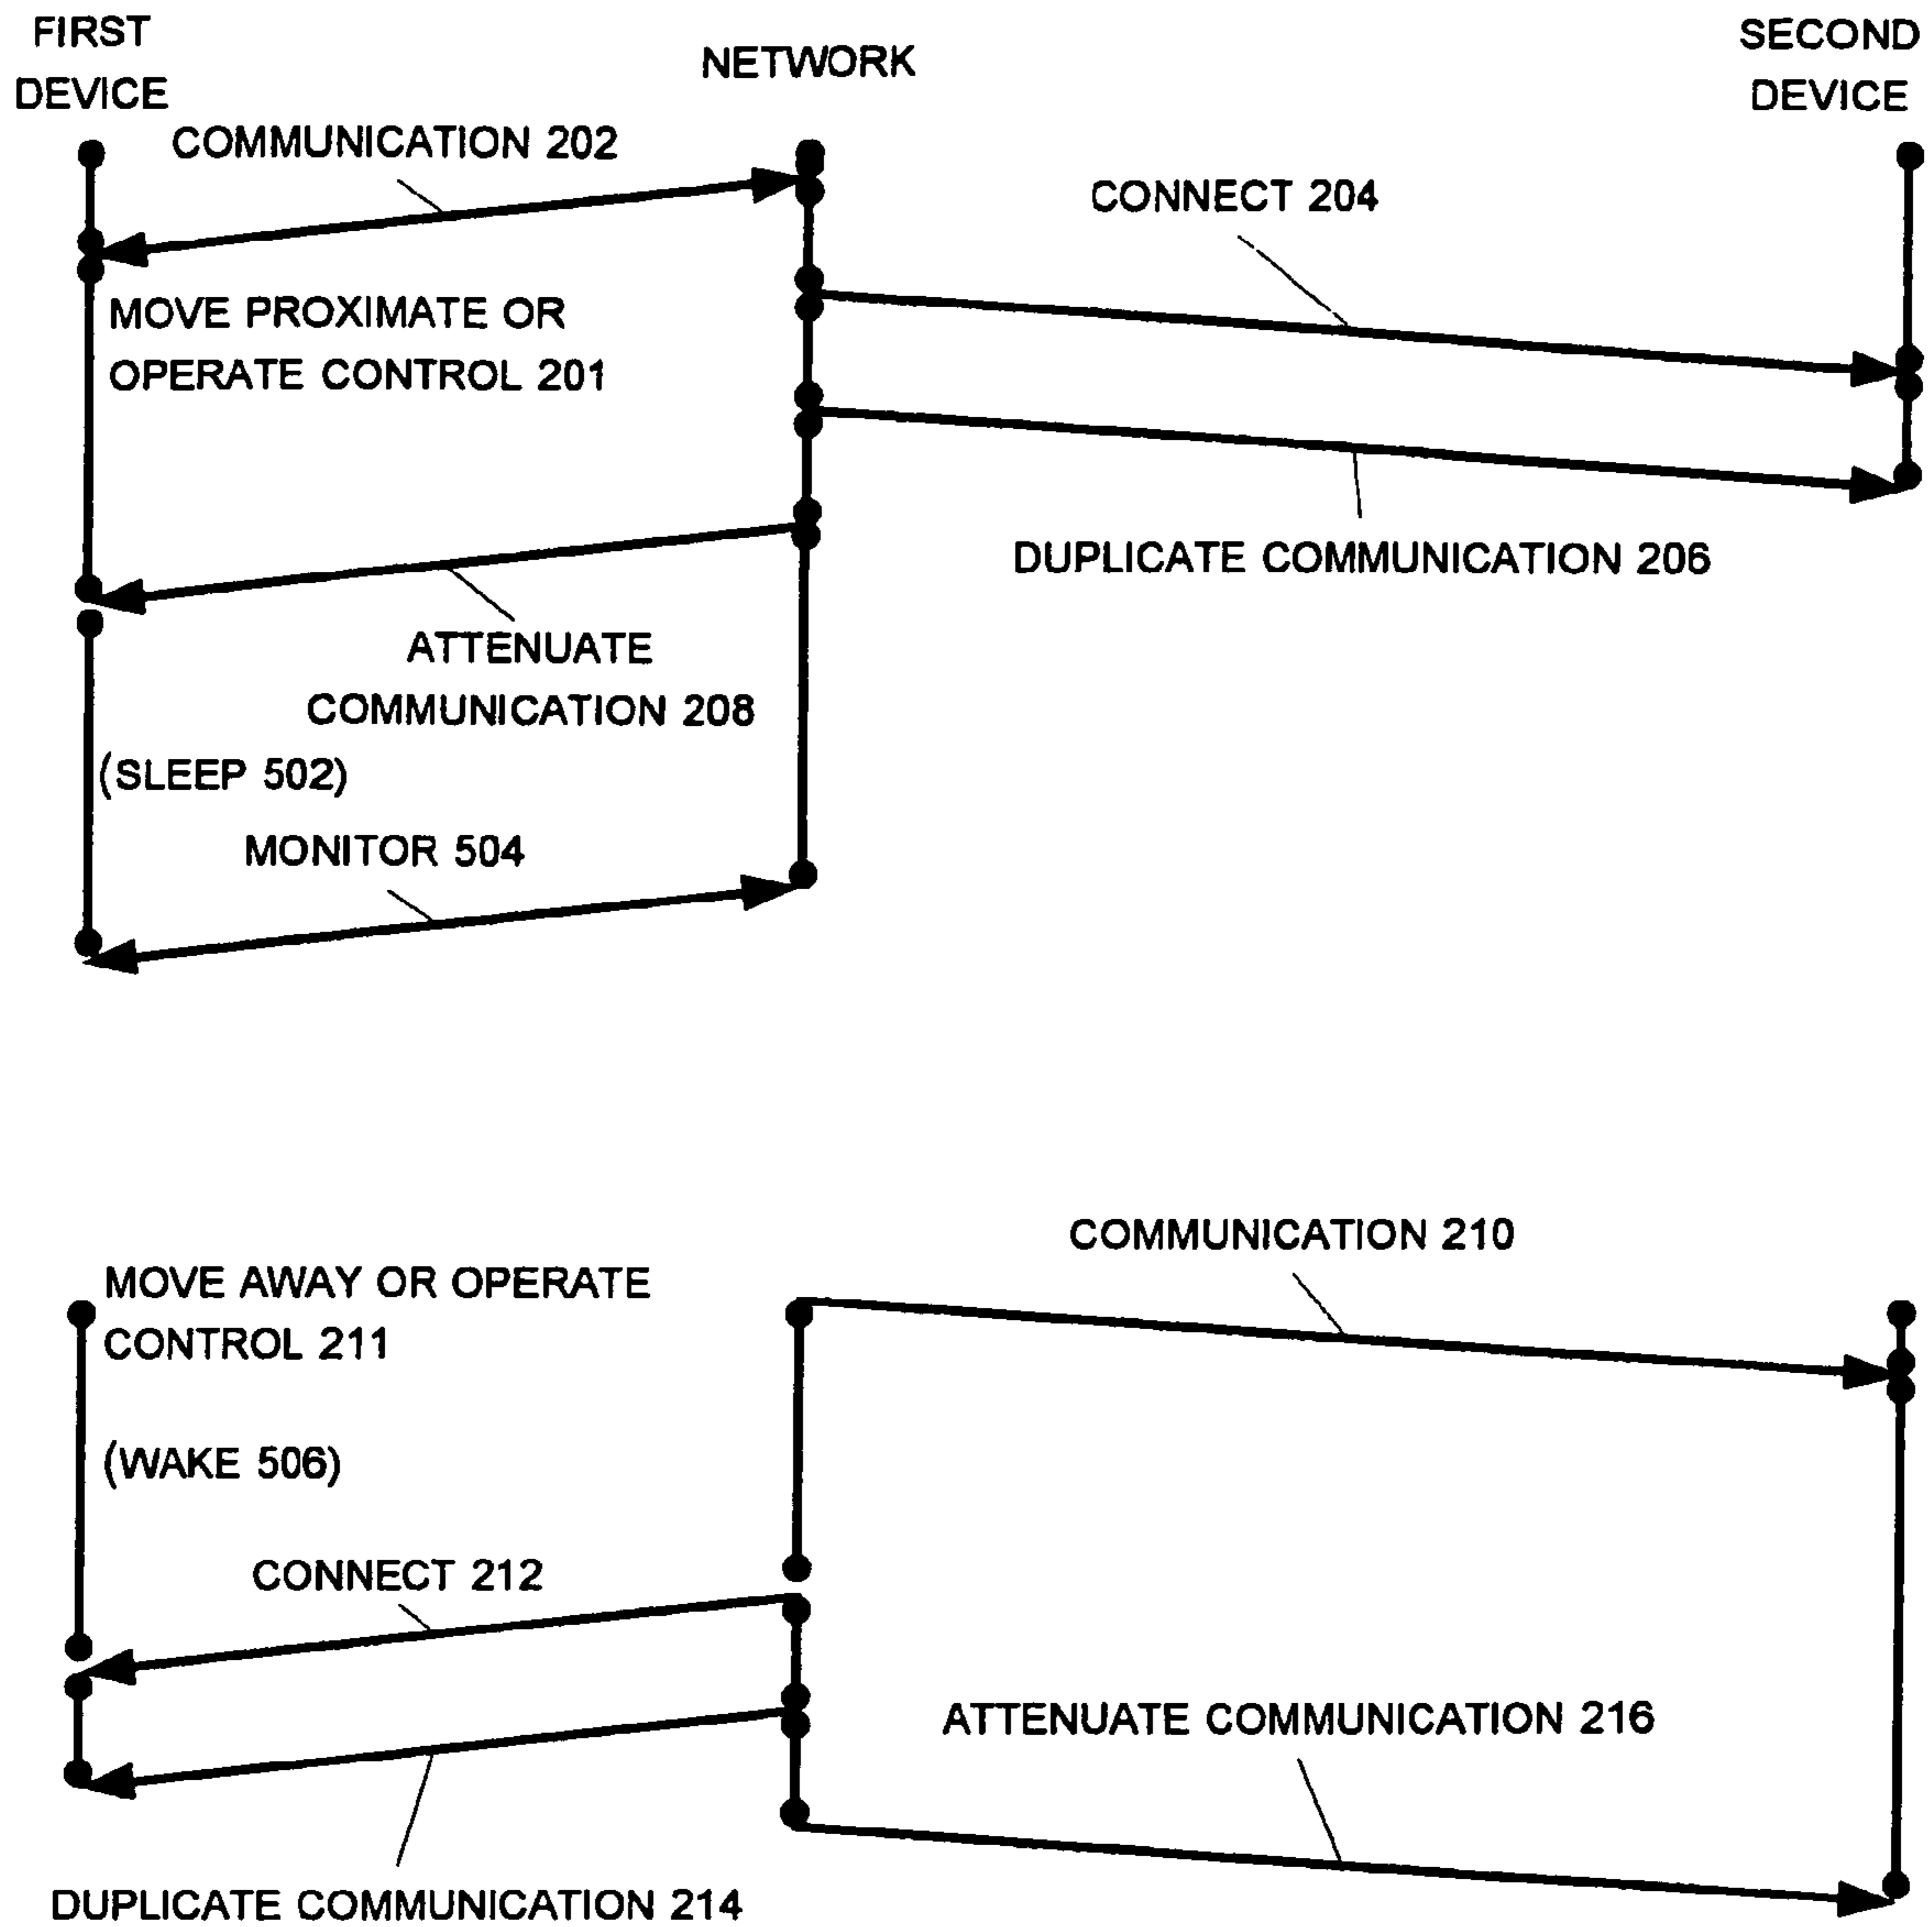 FIRST
DEVICE
NETWORK
SECOND
DEVICE
COMMUNICATION 202
CONNECT 204
MOVE PROXIMATE OR
OPERATE CONTROL 201
DUPLICATE COMMUNICATION 206
ATTENUATE
COMMUNICATION 208
(SLEEP 502)
MONITOR 504
COMMUNICATION 210
MOVE AWAY OR OPERATE
CONTROL 211
(WAKE 506)
CONNECT 212
ATTENUATE COMMUNICATION 216
DUPLICATE COMMUNICATION 214